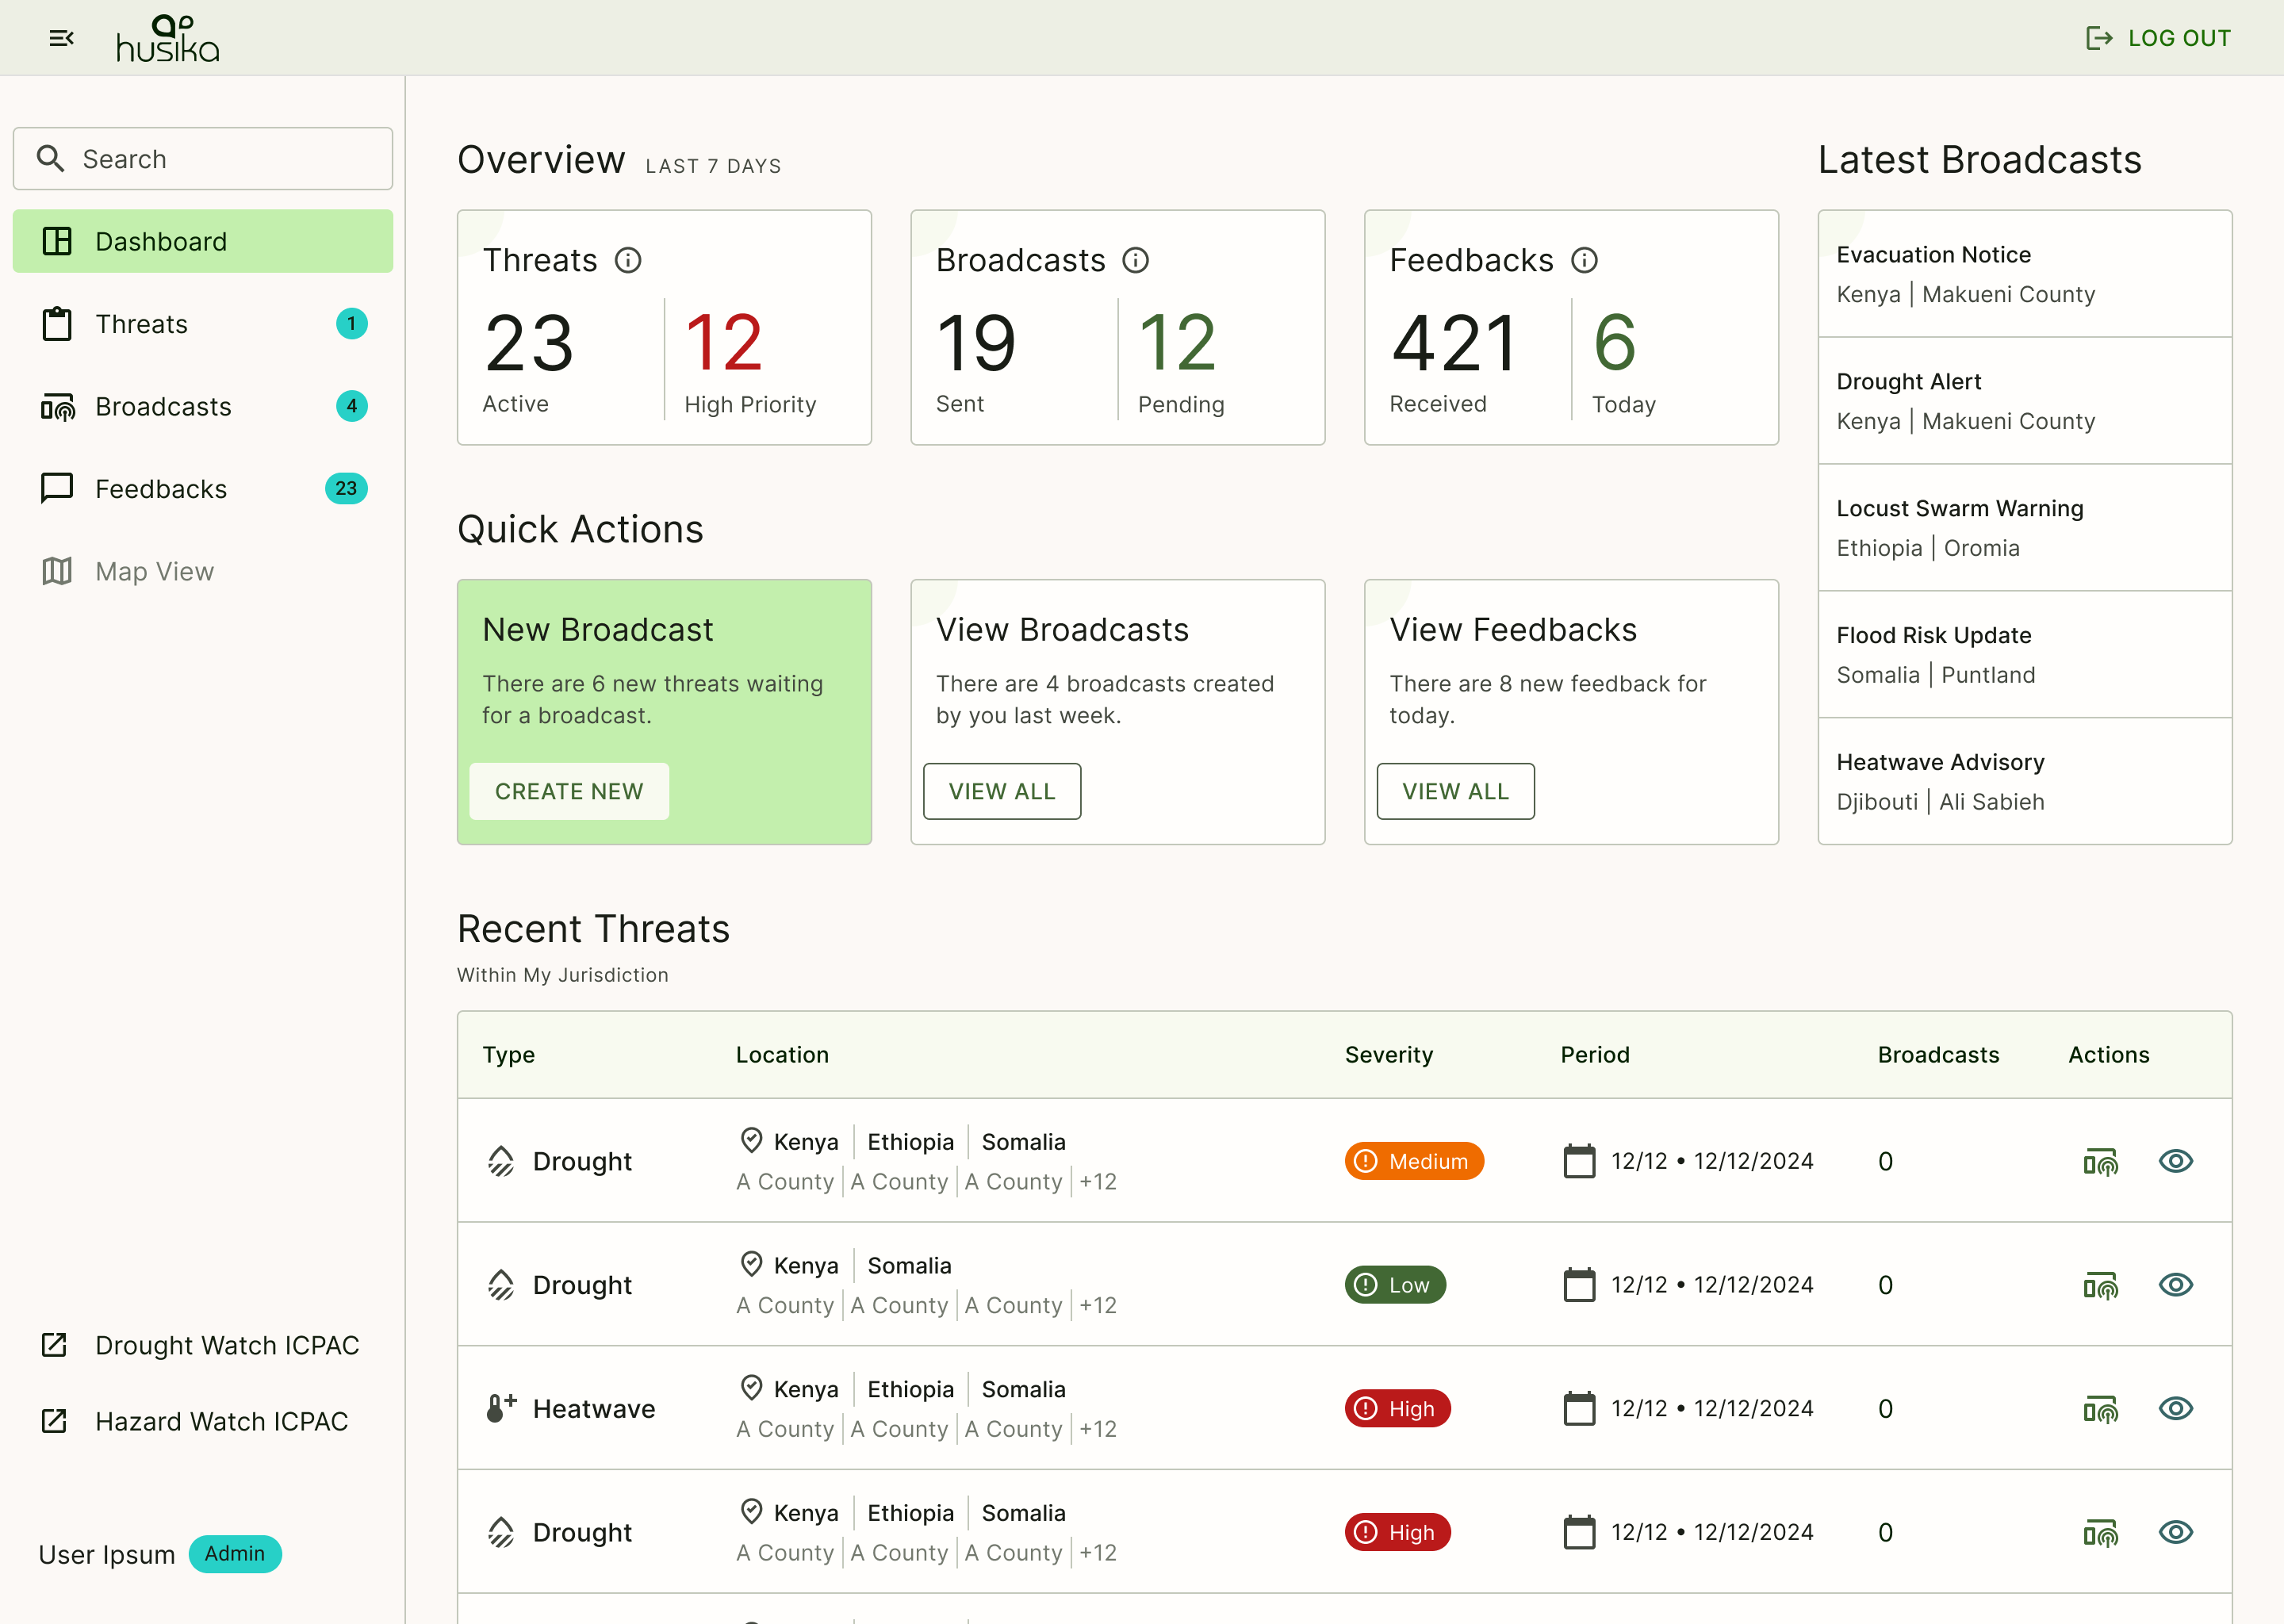 husika
LOG OUT
Search
Dashboard
Threats 1
Broadcasts 4
Feedbacks 23
Map View
Drought Watch ICPAC
Hazard Watch ICPAC
User Ipsum Admin
Overview LAST 7 DAYS
Threats
23
Active
12
High Priority
Broadcasts
19
Sent
12
Pending
Feedbacks
421
Received
6
Today
Quick Actions
New Broadcast
There are 6 new threats waiting
for a broadcast.
CREATE NEW
View Broadcasts
There are 4 broadcasts created
by you last week.
VIEW ALL
View Feedbacks
There are 8 new feedback for
today.
VIEW ALL
Latest Broadcasts
Evacuation Notice
Kenya | Makueni County
Drought Alert
Kenya | Makueni County
Locust Swarm Warning
Ethiopia | Oromia
Flood Risk Update
Somalia | Puntland
Heatwave Advisory
Djibouti | Ali Sabieh
Recent Threats
Within My Jurisdiction
Type Location Severity Period Broadcasts Actions
Drought Kenya | Ethiopia | Somalia Medium 12/12 • 12/12/2024 0
A County | A County | A County | +12
Drought Kenya | Somalia Low 12/12 • 12/12/2024 0
A County | A County | A County | +12
Heatwave Kenya | Ethiopia | Somalia High 12/12 • 12/12/2024 0
A County | A County | A County | +12
Drought Kenya | Ethiopia | Somalia High 12/12 • 12/12/2024 0
A County | A County | A County | +12